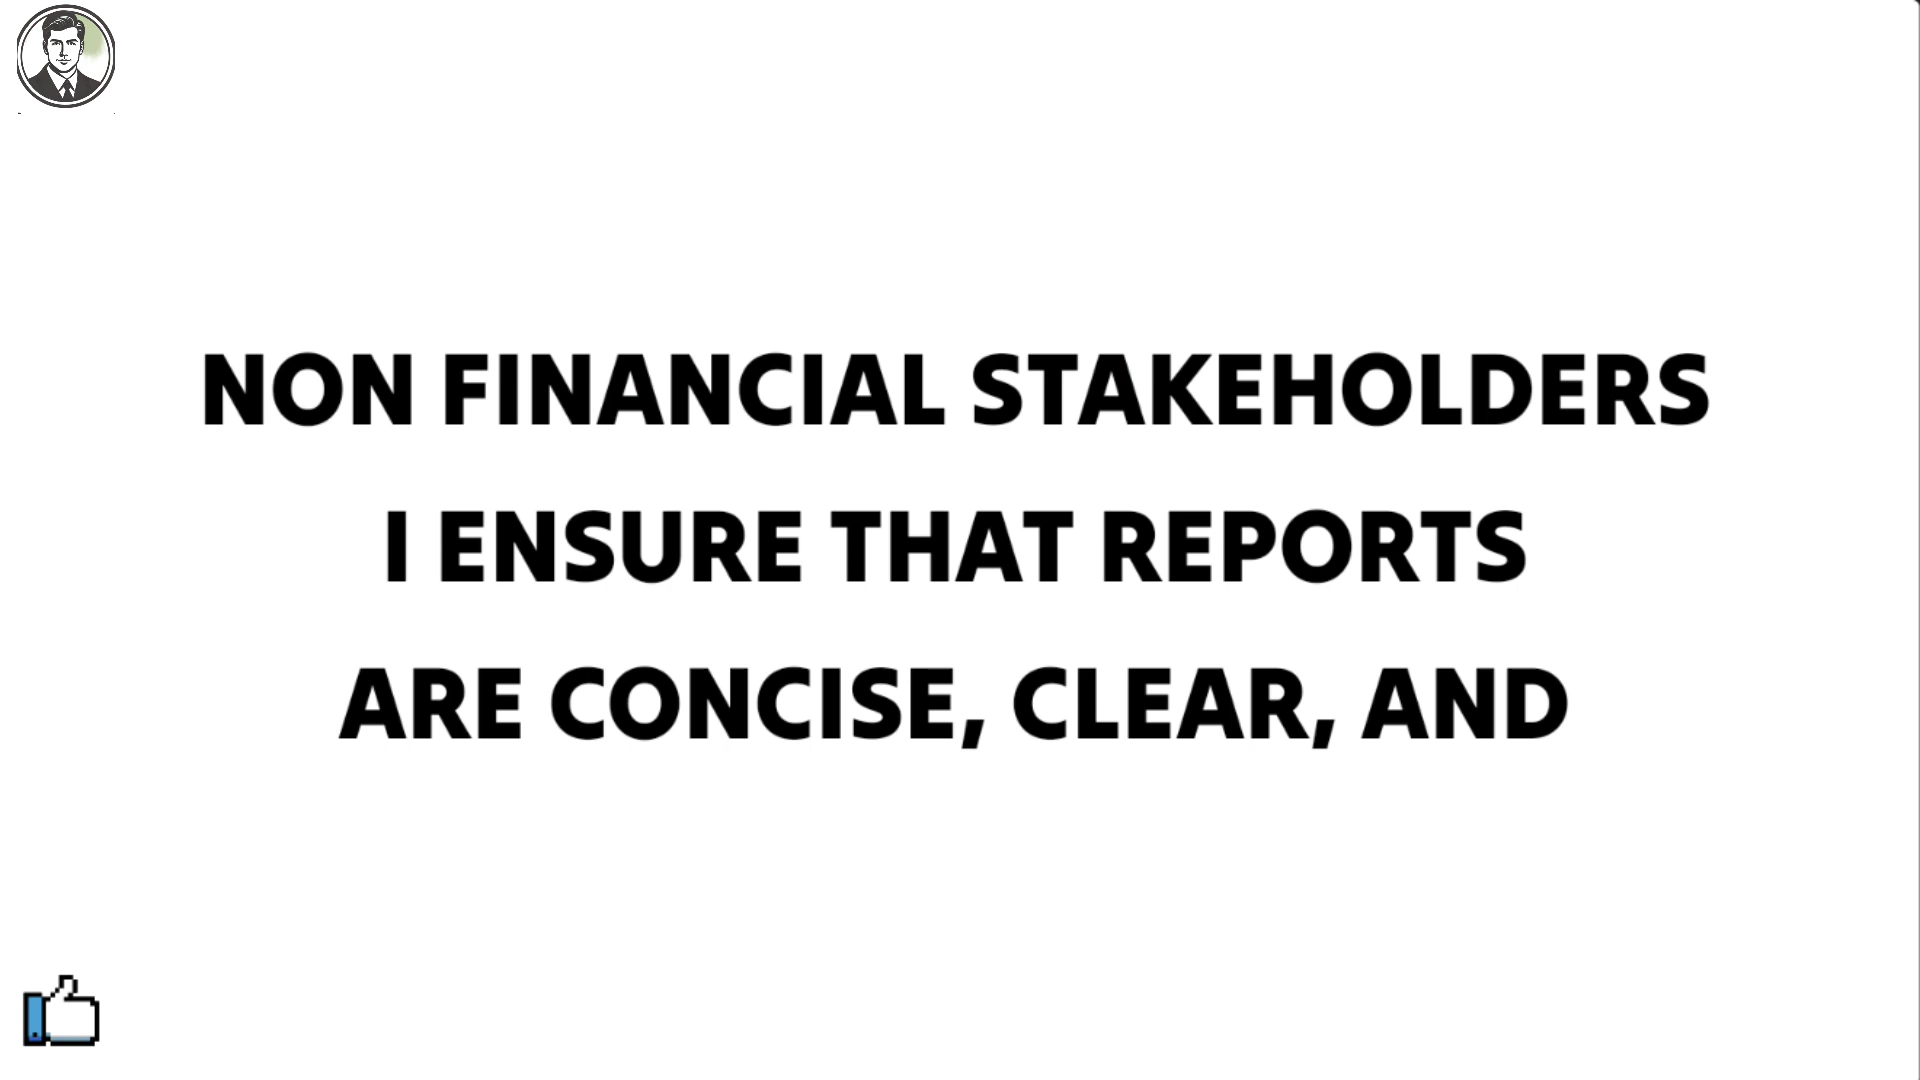 NON FINANCIAL STAKEHOLDERS
I ENSURE THAT REPORTS
ARE CONCISE, CLEAR, AND